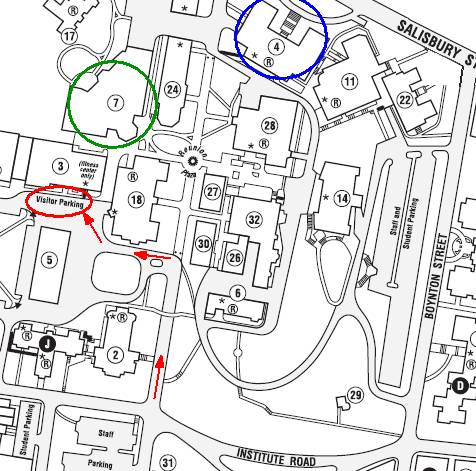 SALISBURY ST
17
4
®
11
®
7
24
22
28
®
Reunion
Plaza
3
(fitness
center
only)
®
18
27
14
Visitor Parking
32
30
26
5
6
Staff and
Student Parking
BOYNTON STREET
®
J
®
®
2
®
29
®
D
Student Parking
Staff
Parking
31
INSTITUTE ROAD